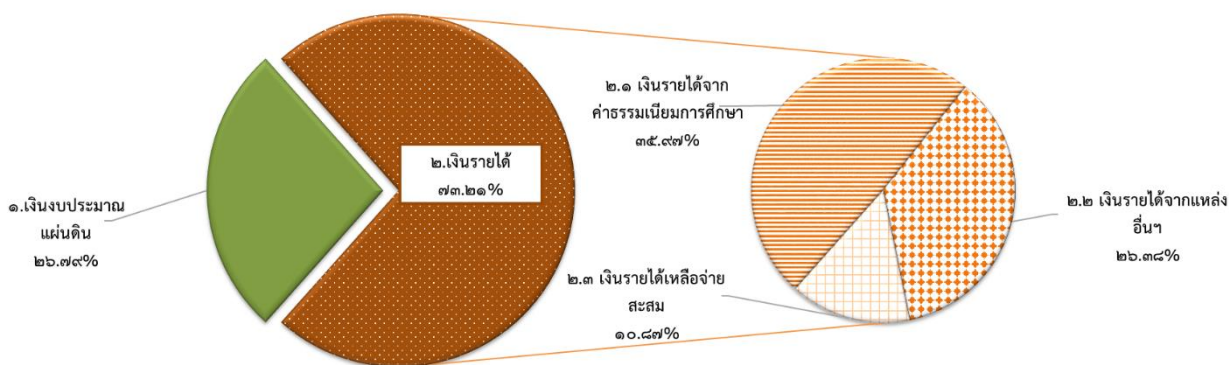 ๑.เงินงบประมาณ
แผ่นดิน
๒๖.๗๙%
๒.เงินรายได้
๗๓.๒๑%
๒.๑ เงินรายได้จาก
ค่าธรรมเนียมการศึกษา
๓๕.๙๗%
๒.๒ เงินรายได้จากแหล่ง
อื่นฯ
๒๖.๓๘%
๒.๓ เงินรายได้เหลือจ่าย
สะสม
๑๐.๘๗%